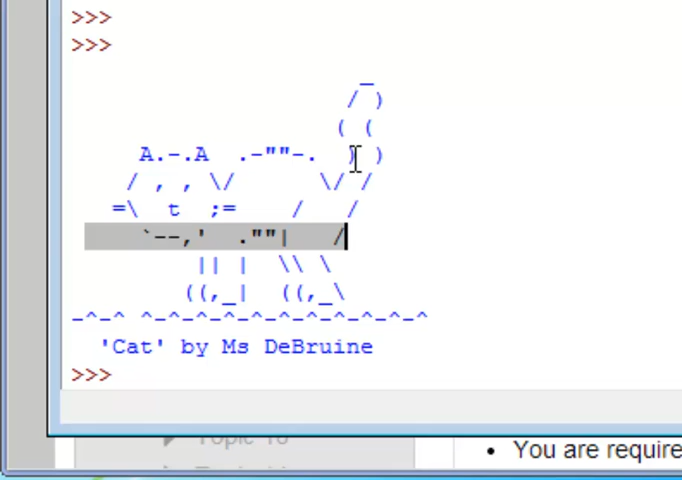 >>>
>>>
                     _
                    / )
                   ( (
     A.-.A  .-""-.  ) )
    / , , \/      \/ /
   =\  t  ;=    /   /
     `--,'  .""|   /
         || |  \\ \
        ((,_|  ((,_\
-^-^ ^-^-^-^-^-^-^-^-^-^-^
  'Cat' by Ms DeBruine
>>>
• You are require